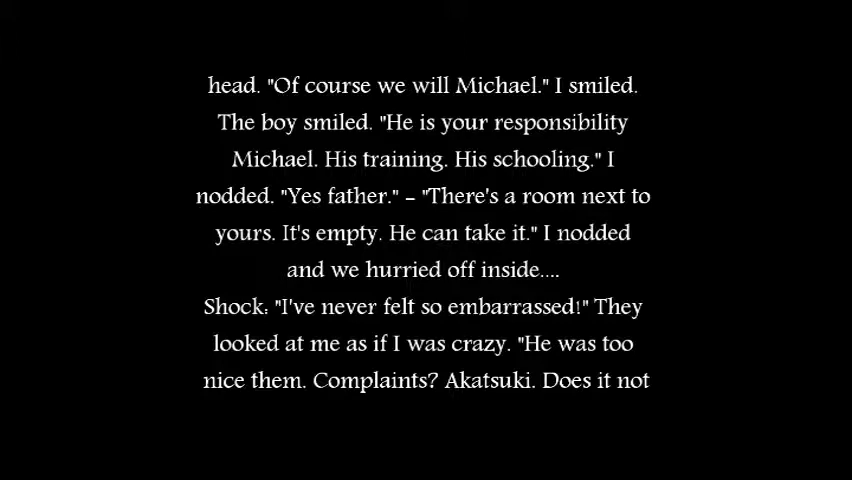 head. "Of course we will Michael." I smiled.
The boy smiled. "He is your responsibility
Michael. His training. His schooling." I
nodded. "Yes father." - "There's a room next to
yours. It's empty. He can take it." I nodded
and we hurried off inside....
Shock: "I've never felt so embarrassed!" They
looked at me as if I was crazy. "He was too
nice them. Complaints? Akatsuki. Does it not